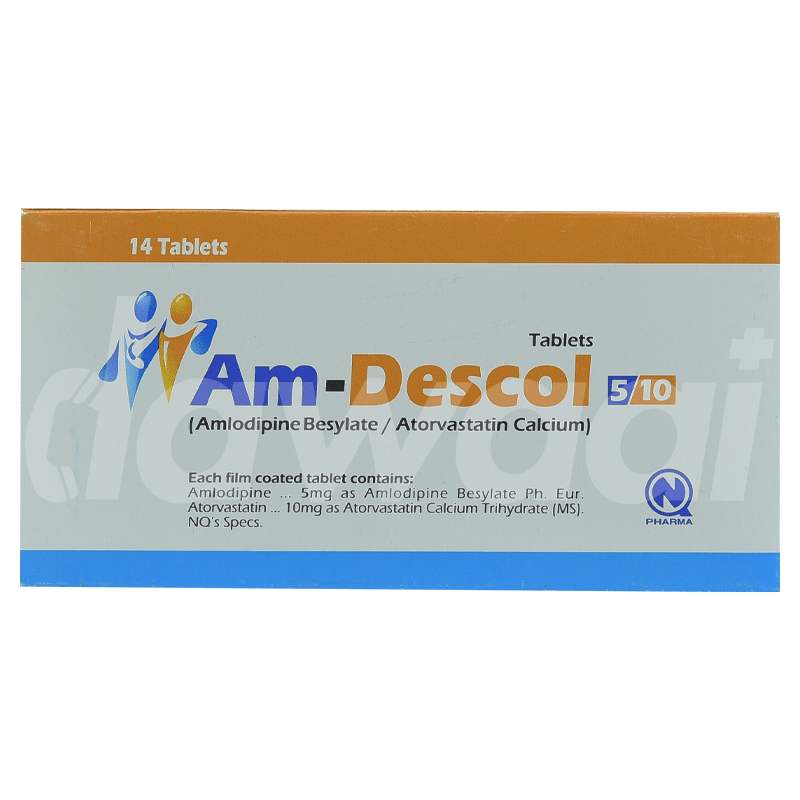 14 Tablets
Tablets
Am-Descol 5/10
(Amlodipine Besylate / Atorvastatin Calcium)
Each film coated tablet contains:
Amlodipine ... 5mg as Amlodipine Besylate Ph. Eur.
Atorvastatin ... 10mg as Atorvastatin Calcium Trihydrate (MS).
NQ's Specs.
NQ
PHARMA
dawaai